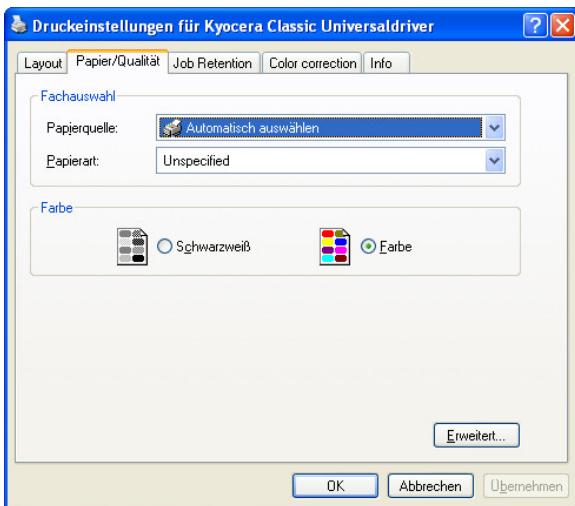 Druckeinstellungen für Kyocera Classic Universaldriver
Layout Papier/Qualität Job Retention Color correction Info
Fachauswahl
Papierquelle: Automatisch auswählen
Papierart: Unspecified
Farbe
Schwarzweiß Farbe
Erweitert...
OK Abbrechen Übernehmen